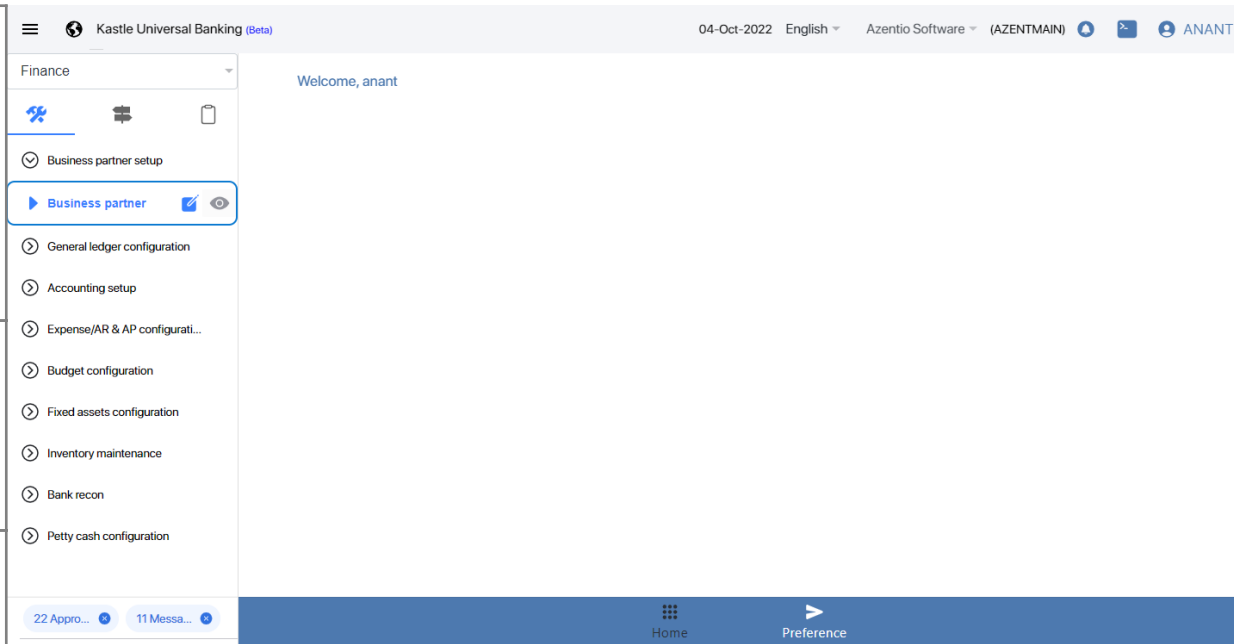 Kastle Universal Banking (Beta)
04-Oct-2022 English Azentio Software (AZENTMAIN) ANANT
Finance
Welcome, anant
Business partner setup
Business partner
General ledger configuration
Accounting setup
Expense/AR & AP configurati...
Budget configuration
Fixed assets configuration
Inventory maintenance
Bank recon
Petty cash configuration
22 Appro... 11 Messa...
Home Preference